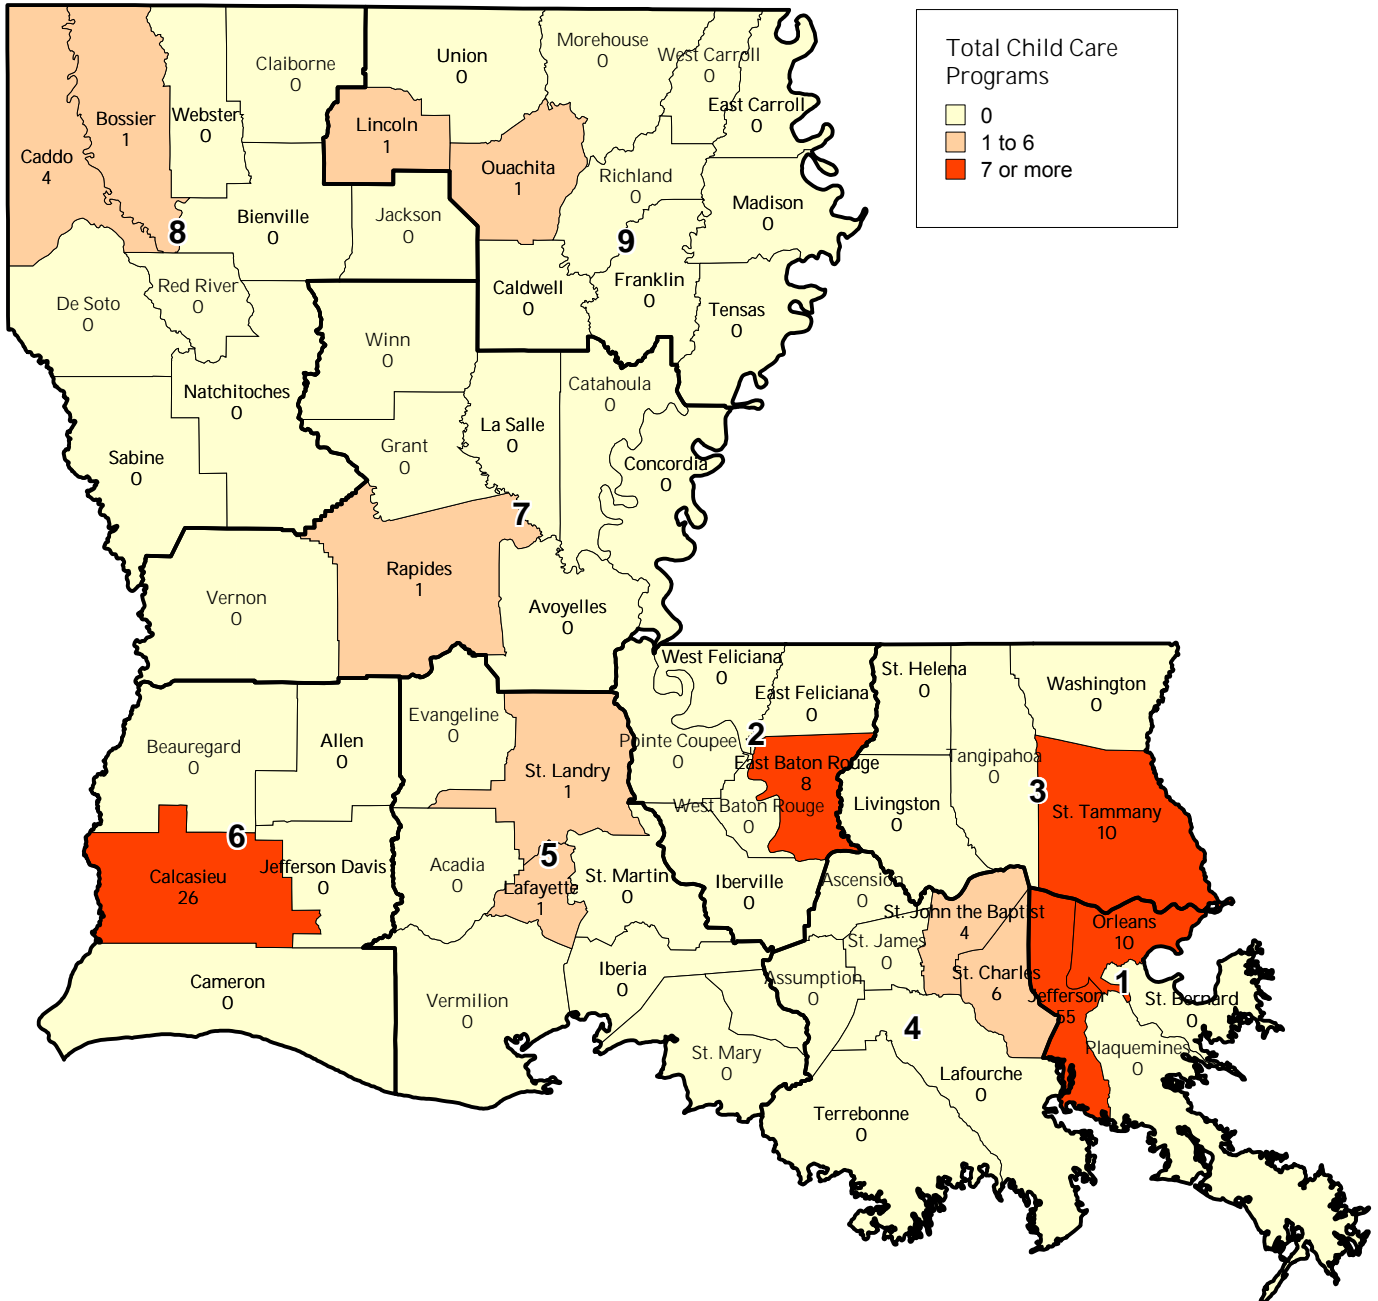 Total Child Care
Programs
0
1 to 6
7 or more
Union
0
Morehouse
0
West Carroll
0
Claiborne
0
East Carroll
0
Webster
0
Bossier
1
Lincoln
1
Caddo
4
Ouachita
1
Richland
0
Madison
0
Bienville
0
Jackson
0
8
9
Red River
0
Caldwell
0
Franklin
0
De Soto
0
Tensas
0
Winn
0
Natchitoches
0
Catahoula
0
La Salle
0
Grant
0
Sabine
0
Concordia
0
7
Rapides
1
Vernon
0
Avoyelles
0
West Feliciana
0
St. Helena
0
Washington
0
East Feliciana
0
Evangeline
0
Beauregard
0
Allen
0
Pointe Coupee
0
2
East Baton Rouge
8
Tangipahoa
0
St. Landry
1
3
West Baton Rouge
0
Livingston
0
St. Tammany
10
6
5
Calcasieu
26
Jefferson Davis
0
Acadia
0
Lafayette
1
St. Martin
0
Iberville
0
Ascension
0
St. John the Baptist
4
Orleans
10
St. James
0
Iberia
0
Assumption
0
St. Charles
6
1
Jefferson
55
St. Bernard
0
Cameron
0
Vermilion
0
4
St. Mary
0
Plaquemines
0
Lafourche
0
Terrebonne
0